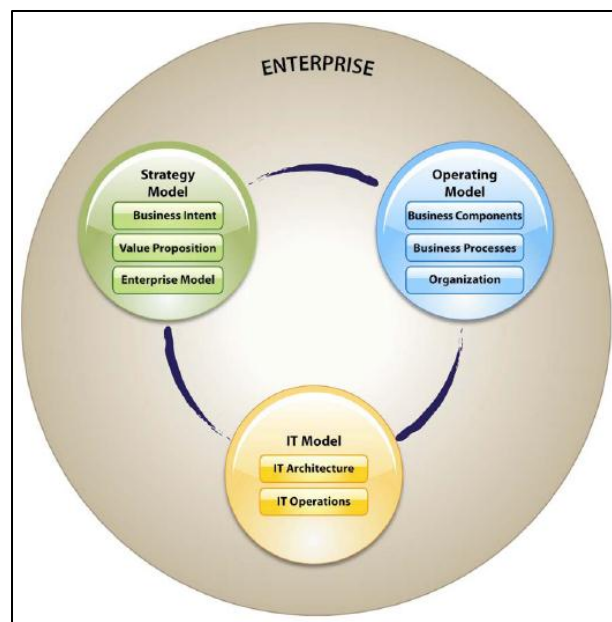 ENTERPRISE
Strategy
Model
Business Intent
Value Proposition
Enterprise Model
Operating
Model
Business Components
Business Processes
Organization
IT Model
IT Architecture
IT Operations